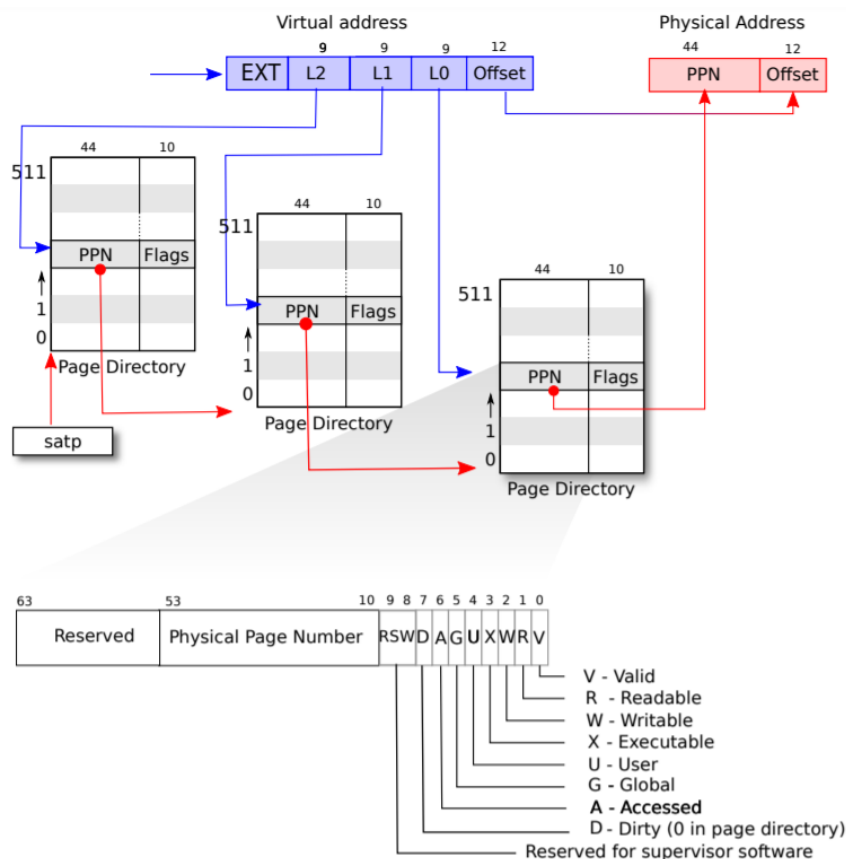 Virtual address
Physical Address
9 9 9 12
44 12
EXT L2 L1 L0 Offset
PPN Offset
44 10
511
PPN Flags
1
0
Page Directory
satp
44 10
511
PPN Flags
1
0
Page Directory
44 10
511
PPN Flags
1
0
Page Directory
63 53 10 9 8 7 6 5 4 3 2 1 0
Reserved Physical Page Number RSW D A G U X W R V
V - Valid
R - Readable
W - Writable
X - Executable
U - User
G - Global
A - Accessed
D - Dirty (0 in page directory)
Reserved for supervisor software